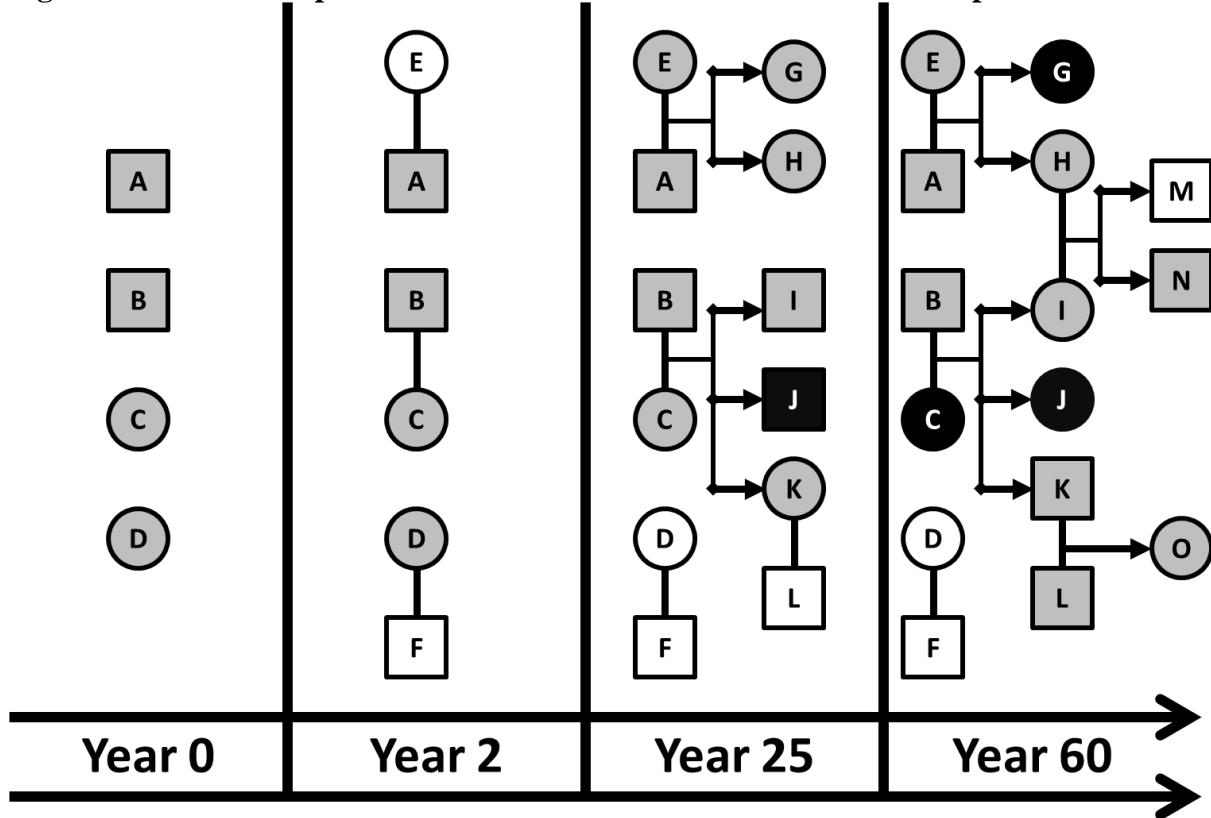 E E G E G
A A A H A H M
B B B I B I N
C C C J C J
K K
D D D L D L O
F F F
Year 0 Year 2 Year 25 Year 60